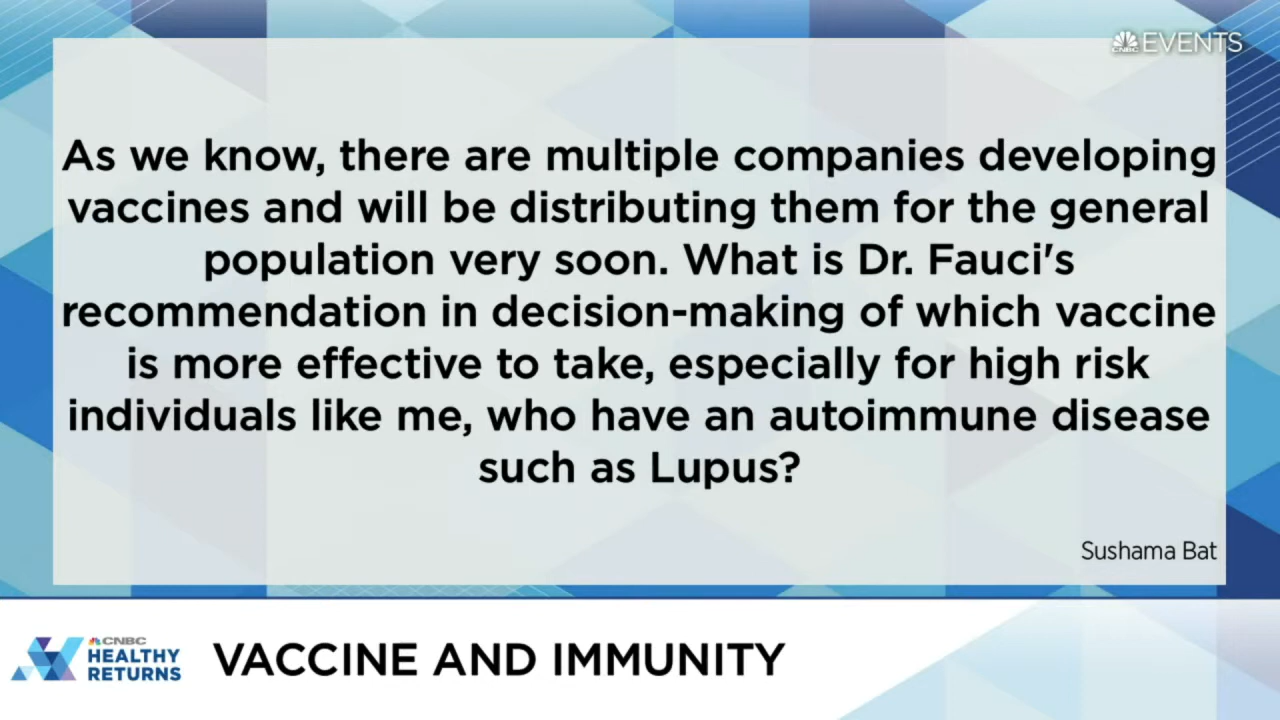 CNBC EVENTS
As we know, there are multiple companies developing
vaccines and will be distributing them for the general
population very soon. What is Dr. Fauci's
recommendation in decision-making of which vaccine
is more effective to take, especially for high risk
individuals like me, who have an autoimmune disease
such as Lupus?
Sushama Bat
CNBC
HEALTHY
RETURNS
VACCINE AND IMMUNITY